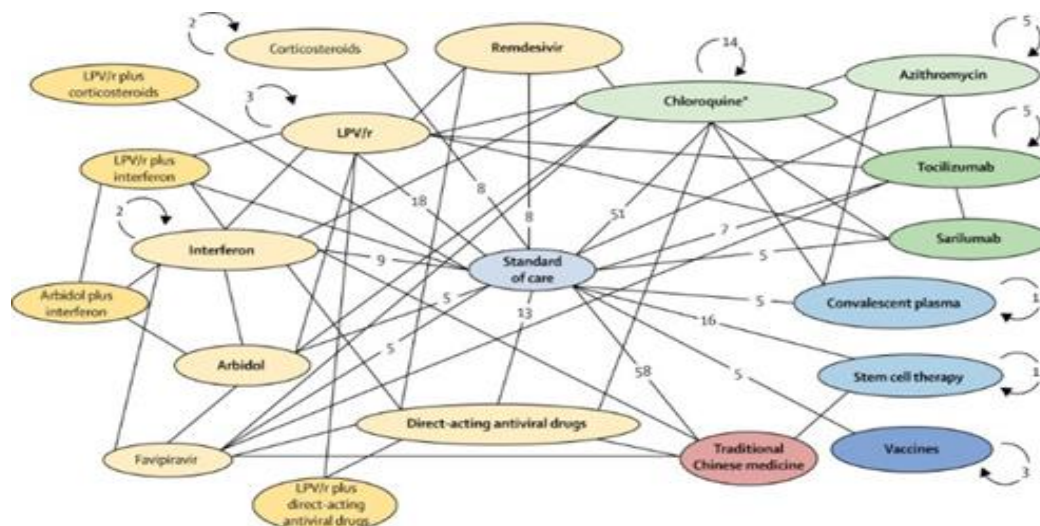 2
Corticosteroids
Remdesivir
14
5
Azithromycin
LPV/r plus
corticosteroids
3
Chloroquine*
LPV/r
5
LPV/r plus
interferon
Tocilizumab
18
8
8
51
2
7
Sarilumab
Interferon
9
Standard
of care
5
Arbidol plus
interferon
5
13
5
Convalescent plasma
1
16
Arbidol
5
58
5
Stem cell therapy
1
Direct-acting antiviral drugs
Favipiravir
Traditional
Chinese medicine
Vaccines
3
LPV/r plus
direct-acting
antiviral drugs